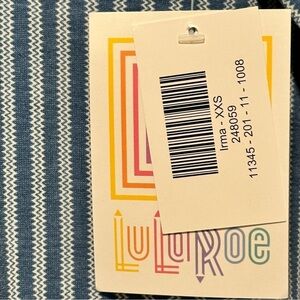 Irma - XXS
248059
11345 - 201 - 11 - 1008
LuLaRoe